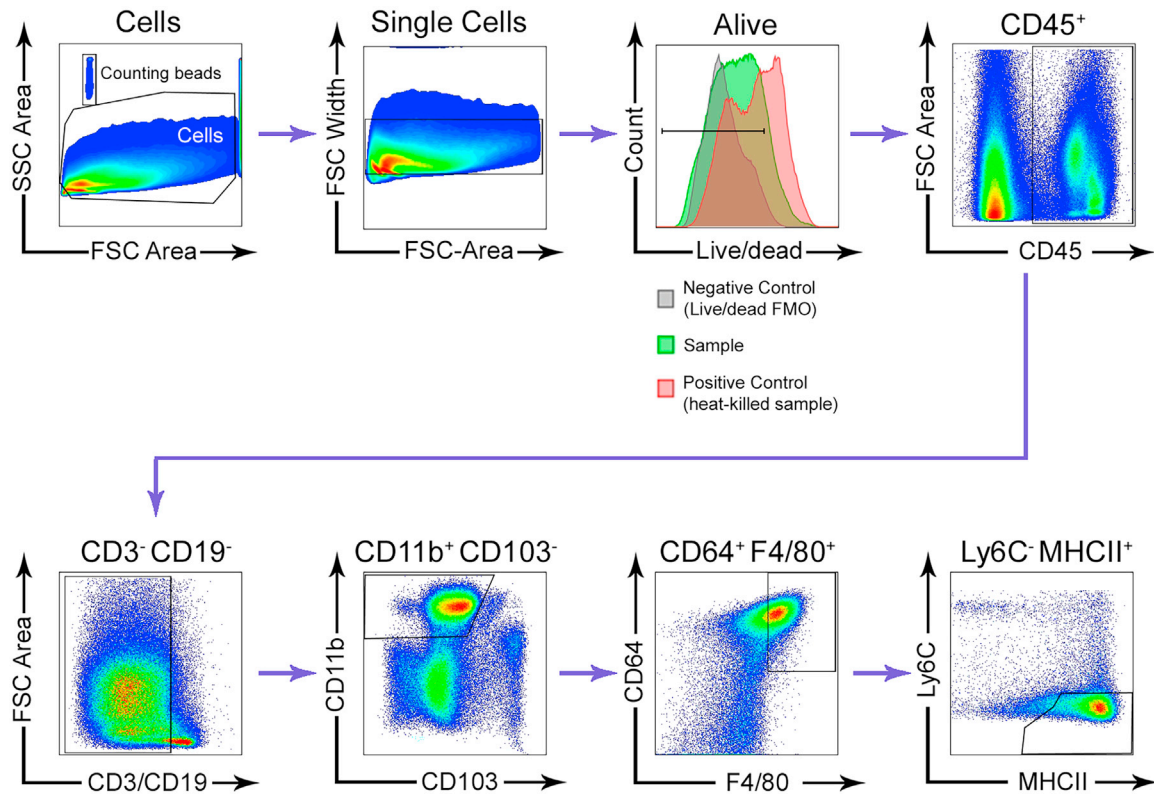 Cells
Single Cells
Alive
CD45⁺
SSC Area
Counting beads
Cells
FSC Area
FSC Width
FSC-Area
Count
Live/dead
FSC Area
CD45
Negative Control
(Live/dead FMO)
Sample
Positive Control
(heat-killed sample)
CD3⁻ CD19⁻
CD11b⁺ CD103⁻
CD64⁺ F4/80⁺
Ly6C⁻ MHCII⁺
FSC Area
CD3/CD19
CD11b
CD103
CD64
F4/80
Ly6C
MHCII